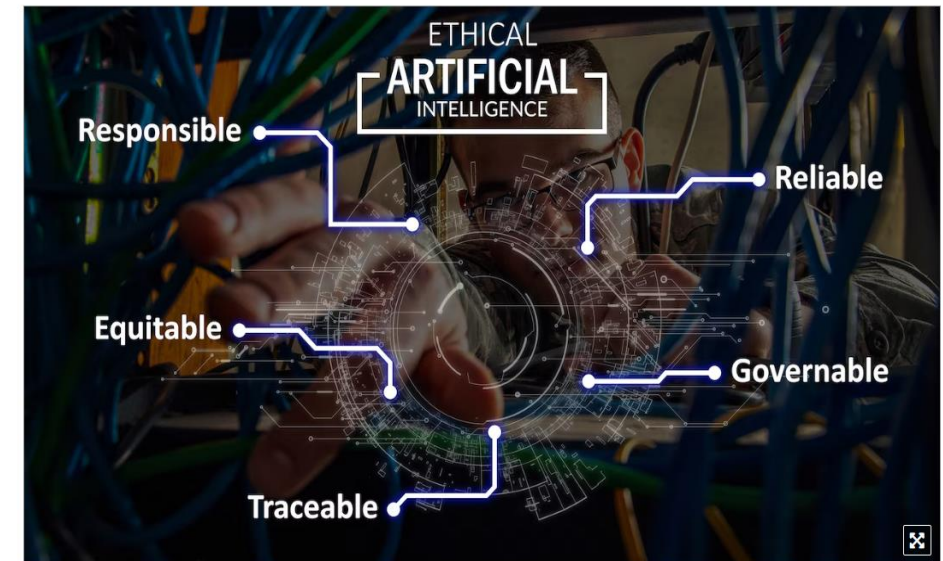 ETHICAL
ARTIFICIAL
INTELLIGENCE
Responsible
Reliable
Equitable
Governable
Traceable